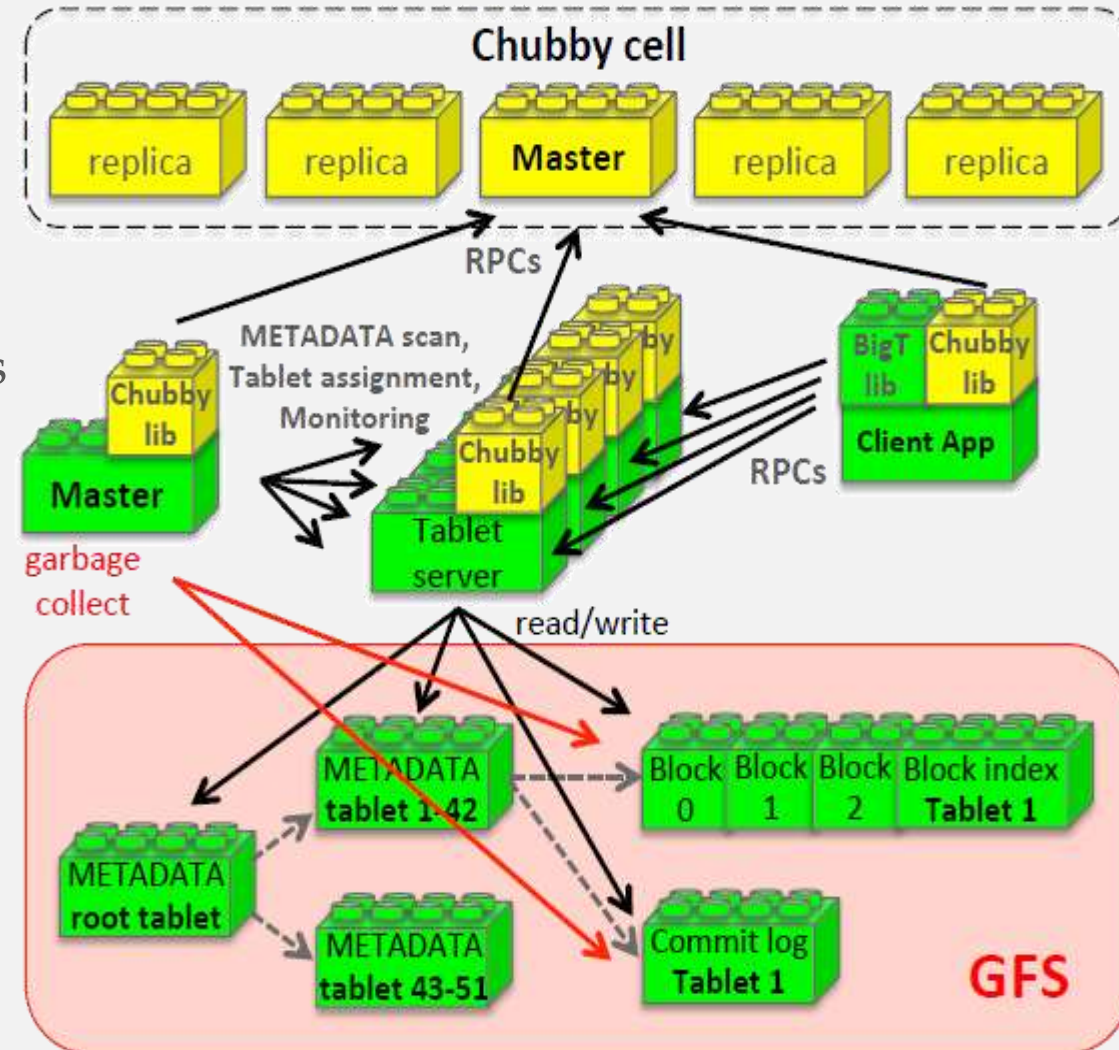 Chubby cell
replica
replica
Master
replica
replica
RPCs
METADATA scan,
Tablet assignment,
Monitoring
s
Chubby
lib
Master
by
by
by
Chubby
lib
Tablet
server
BigT
lib
Chubby
lib
Client App
RPCs
garbage
collect
read/write
METADATA
tablet 1-42
Block
0
Block
1
Block
2
Block index
Tablet 1
METADATA
root tablet
METADATA
tablet 43-51
Commit log
Tablet 1
GFS